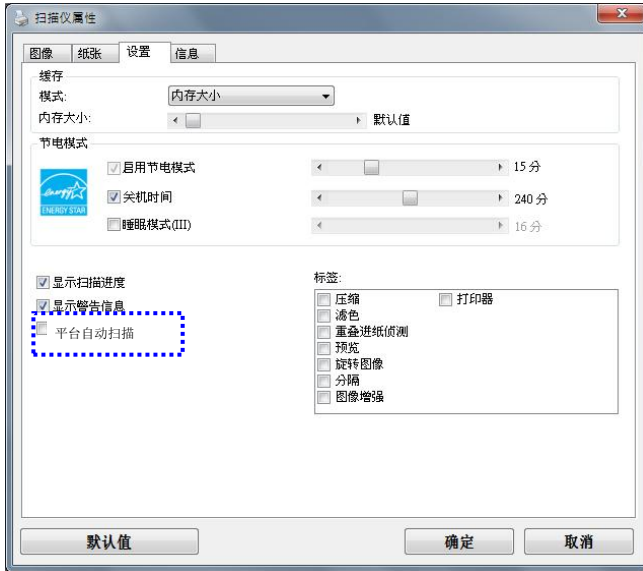 扫描仪属性
图像 纸张 设置 信息
缓存
模式: 内存大小
内存大小: 默认值
节电模式
启用节电模式 15 分
energy
ENERGY STAR
关机时间 240 分
睡眠模式(III) 16 分
显示扫描进度
显示警告信息
平台自动扫描
标签:
压缩 打印器
滤色
重叠进纸侦测
预览
旋转图像
分隔
图像增强
默认值 确定 取消